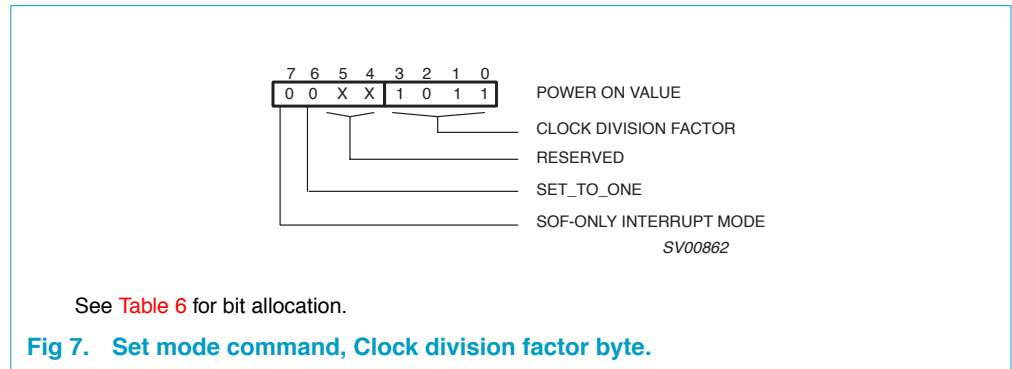 7 6 5 4 3 2 1 0
0 0 X X 1 0 1 1 POWER ON VALUE
CLOCK DIVISION FACTOR
RESERVED
SET_TO_ONE
SOF-ONLY INTERRUPT MODE
SV00862
See Table 6 for bit allocation.
Fig 7. Set mode command, Clock division factor byte.